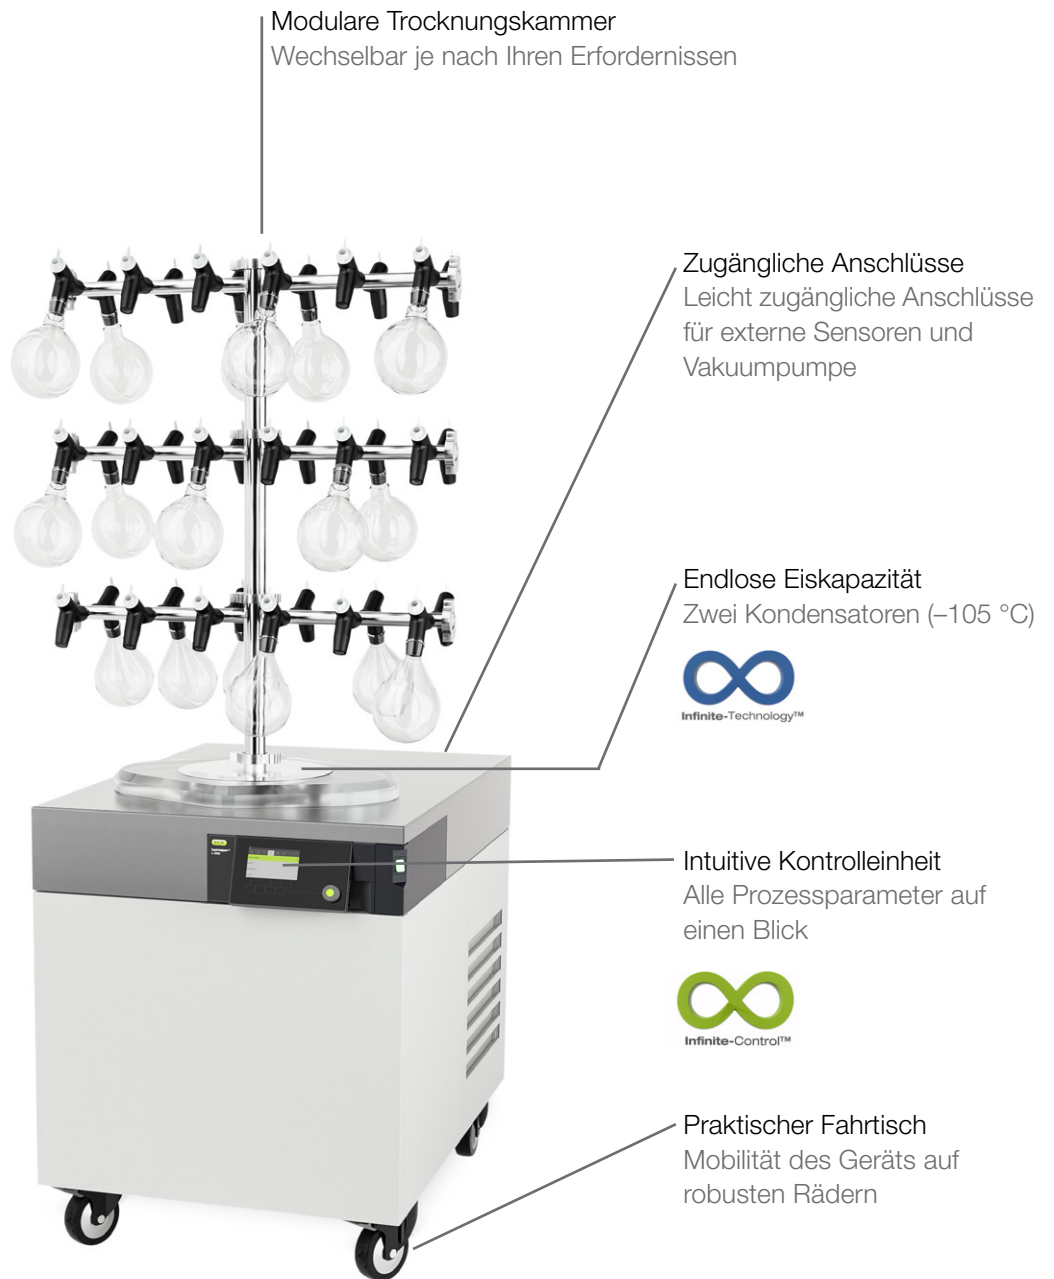 Modulare Trocknungskammer
Wechselbar je nach Ihren Erfordernissen
Zugängliche Anschlüsse
Leicht zugängliche Anschlüsse
für externe Sensoren und
Vakuumpumpe
Endlose Eiskapazität
Zwei Kondensatoren (–105 °C)
Infinite-Technology™
Intuitive Kontrolleinheit
Alle Prozessparameter auf
einen Blick
Infinite-Control™
Praktischer Fahrtisch
Mobilität des Geräts auf
robusten Rädern